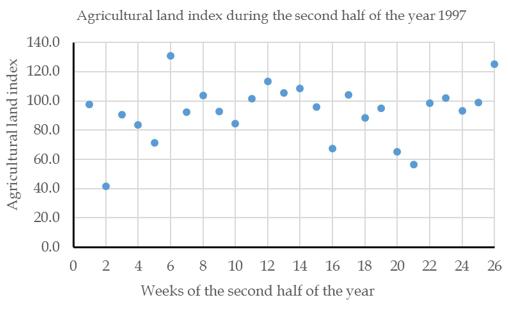 Agricultural land index during the second half of the year 1997
140.0
120.0
100.0
80.0
60.0
40.0
20.0
0.0
Agricultural land index
0 2 4 6 8 10 12 14 16 18 20 22 24 26
Weeks of the second half of the year